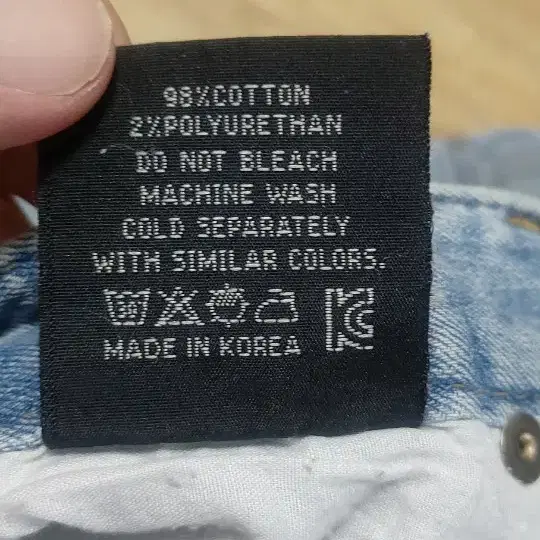 98%COTTON
2%POLYURETHAN
DO NOT BLEACH
MACHINE WASH
COLD SEPARATELY
WITH SIMILAR COLORS.
MADE IN KOREA